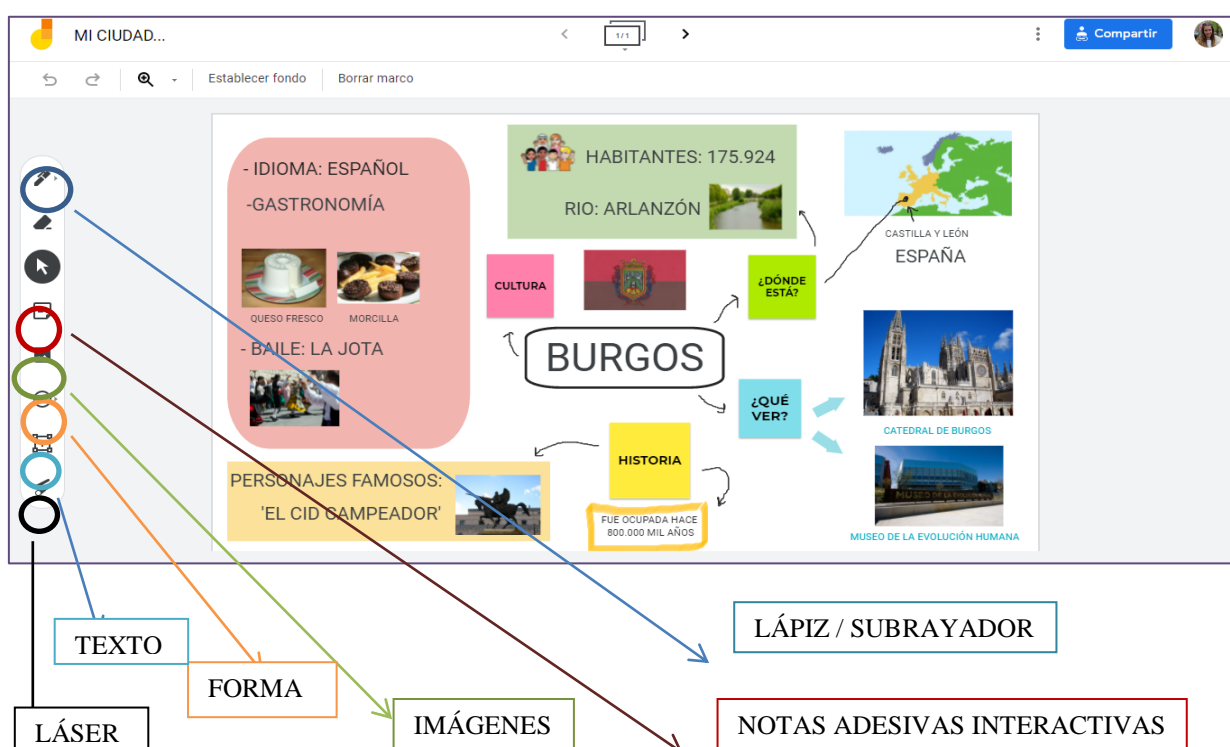 MI CIUDAD...
1/1
Compartir
Establecer fondo
Borrar marco
- IDIOMA: ESPAÑOL
-GASTRONOMÍA
QUESO FRESCO
MORCILLA
- BAILE: LA JOTA
HABITANTES: 175.924
RIO: ARLANZÓN
CASTILLA Y LEÓN
ESPAÑA
CULTURA
¿DÓNDE
ESTÁ?
BURGOS
¿QUÉ
VER?
CATEDRAL DE BURGOS
HISTORIA
PERSONAJES FAMOSOS:
'EL CID CAMPEADOR'
FUE OCUPADA HACE
800.000 MIL AÑOS
MUSEO DE LA EVOLUCIÓN HUMANA
LÁPIZ / SUBRAYADOR
TEXTO
FORMA
LÁSER
IMÁGENES
NOTAS ADESIVAS INTERACTIVAS